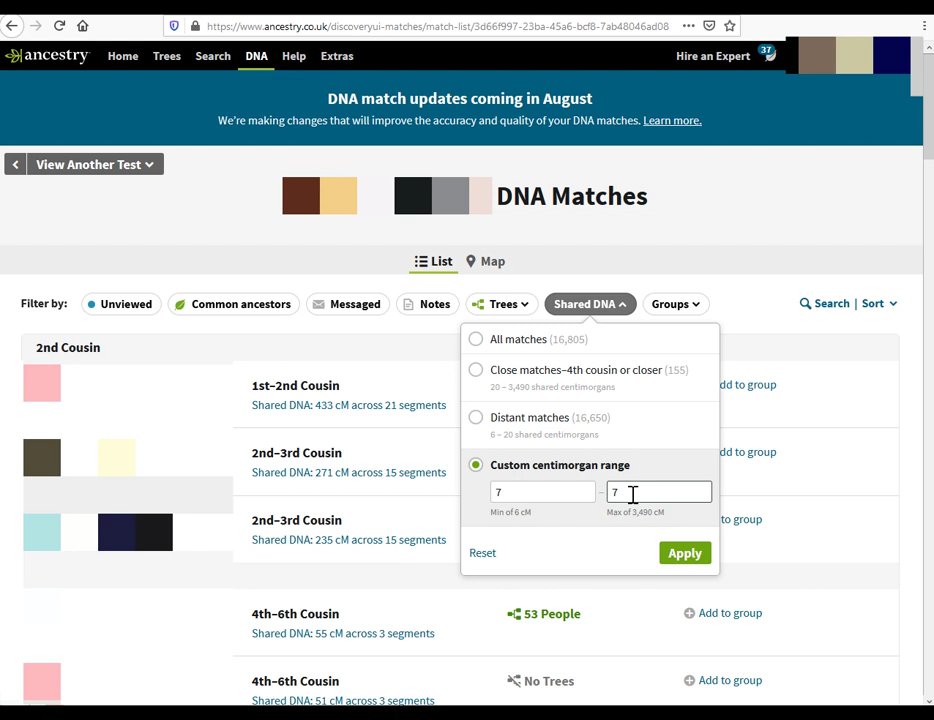 https://www.ancestry.co.uk/discoveryui-matches/match-list/3d66f997-23ba-45a6-bcf8-7ab48046ad08
ancestry Home Trees Search DNA Help Extras Hire an Expert 37
DNA match updates coming in August
We're making changes that will improve the accuracy and quality of your DNA matches. Learn more.
View Another Test
DNA Matches
List Map
Filter by: Unviewed Common ancestors Messaged Notes Trees Shared DNA Groups Search | Sort
2nd Cousin
All matches (16,805)
1st–2nd Cousin
Shared DNA: 433 cM across 21 segments
Close matches–4th cousin or closer (155)
20 – 3,490 shared centimorgans
dd to group
Distant matches (16,650)
6 – 20 shared centimorgans
2nd–3rd Cousin
Shared DNA: 271 cM across 15 segments
dd to group
Custom centimorgan range
7 – 7
Min of 6 cM Max of 3,490 cM
2nd–3rd Cousin
Shared DNA: 235 cM across 15 segments
to group
Reset Apply
4th–6th Cousin
Shared DNA: 55 cM across 3 segments
53 People
Add to group
4th–6th Cousin
Shared DNA: 51 cM across 3 segments
No Trees
Add to group